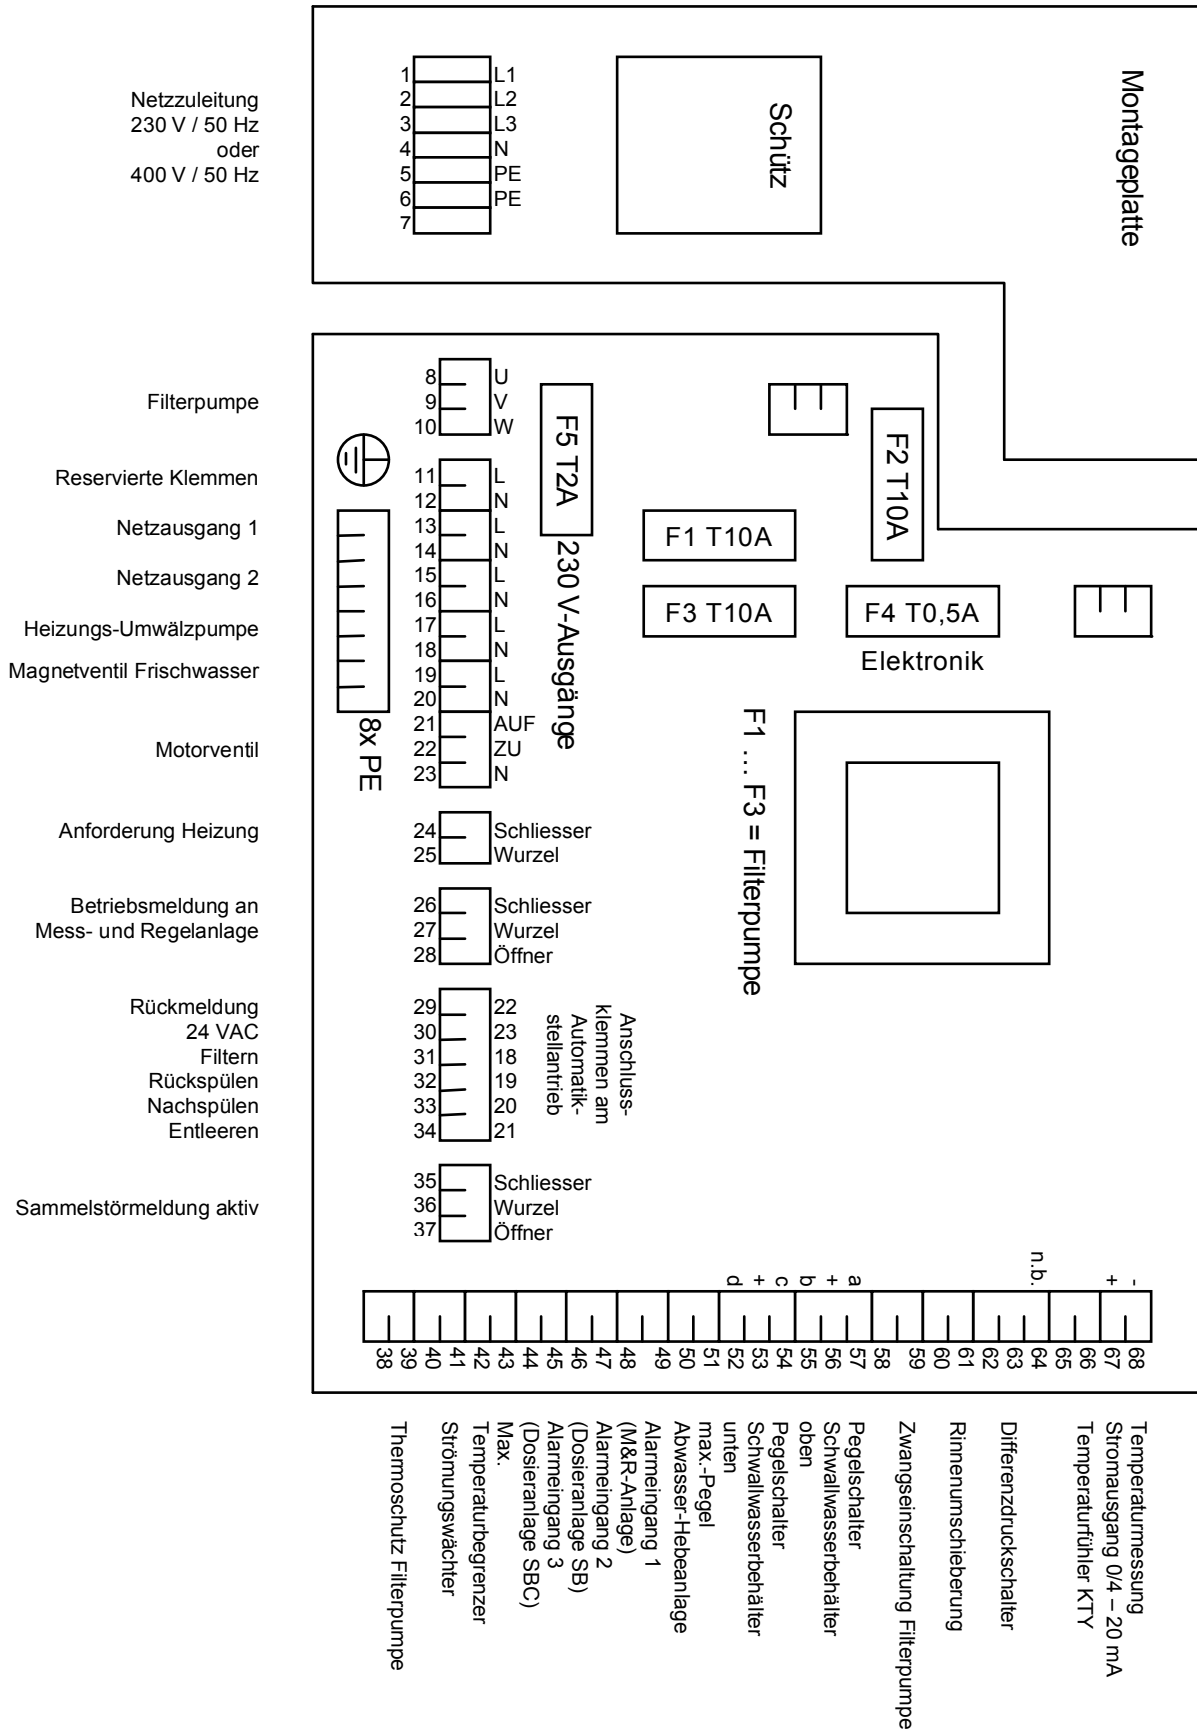 Netzzuleitung
230 V / 50 Hz
oder
400 V / 50 Hz
1 L1
2 L2
3 L3
4 N
5 PE
6 PE
7
Schütz
Montageplatte
Filterpumpe
8 U
9 V
10 W
Reservierte Klemmen
11 L
12 N
Netzausgang 1
13 L
14 N
Netzausgang 2
15 L
16 N
Heizungs-Umwälzpumpe
17 L
18 N
Magnetventil Frischwasser
19 L
20 N
Motorventil
21 AUF
22 ZU
23 N
8x PE
F5 T2A
230 V-Ausgänge
F1 T10A
F2 T10A
F3 T10A
F4 T0,5A
Elektronik
F1 ... F3 = Filterpumpe
Anforderung Heizung
24 Schliesser
25 Wurzel
Betriebsmeldung an
Mess- und Regelanlage
26 Schliesser
27 Wurzel
28 Öffner
Rückmeldung
24 VAC
Filtern
Rückspülen
Nachspülen
Entleeren
29 22
30 23
31 18
32 19
33 20
34 21
Anschluss-
klemmen am
Automatik-
stellantrieb
Sammelstörmeldung aktiv
35 Schliesser
36 Wurzel
37 Öffner
d + c b + a n.b. + -
38 39 40 41 42 43 44 45 46 47 48 49 50 51 52 53 54 55 56 57 58 59 60 61 62 63 64 65 66 67 68
Thermoschutz Filterpumpe
Strömungswächter
Temperaturbegrenzer
Max.
(Dosieranlage SBC)
Alarmeingang 3
(Dosieranlage SB)
Alarmeingang 2
(M&R-Anlage)
Alarmeingang 1
Abwasser-Hebeanlage
max.-Pegel
unten
Schwallwasserbehälter
Pegelschalter
oben
Schwallwasserbehälter
Pegelschalter
Zwangseinschaltung Filterpumpe
Rinnenumschieberung
Differenzdruckschalter
Temperaturfühler KTY
Stromausgang 0/4 – 20 mA
Temperaturmessung